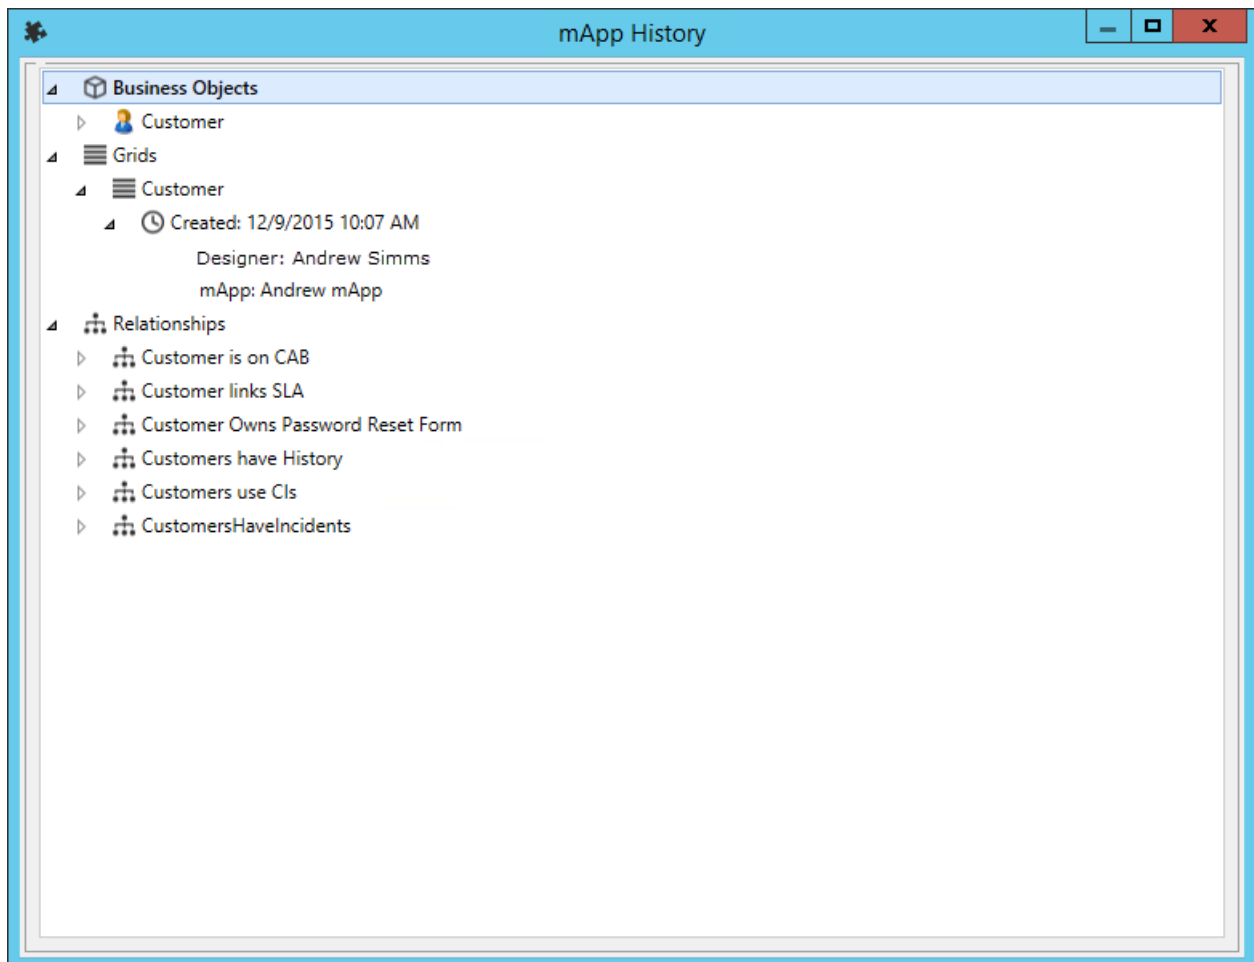 mApp History
Business Objects
Customer
Grids
Customer
Created: 12/9/2015 10:07 AM
Designer: Andrew Simms
mApp: Andrew mApp
Relationships
Customer is on CAB
Customer links SLA
Customer Owns Password Reset Form
Customers have History
Customers use CIs
CustomersHaveIncidents